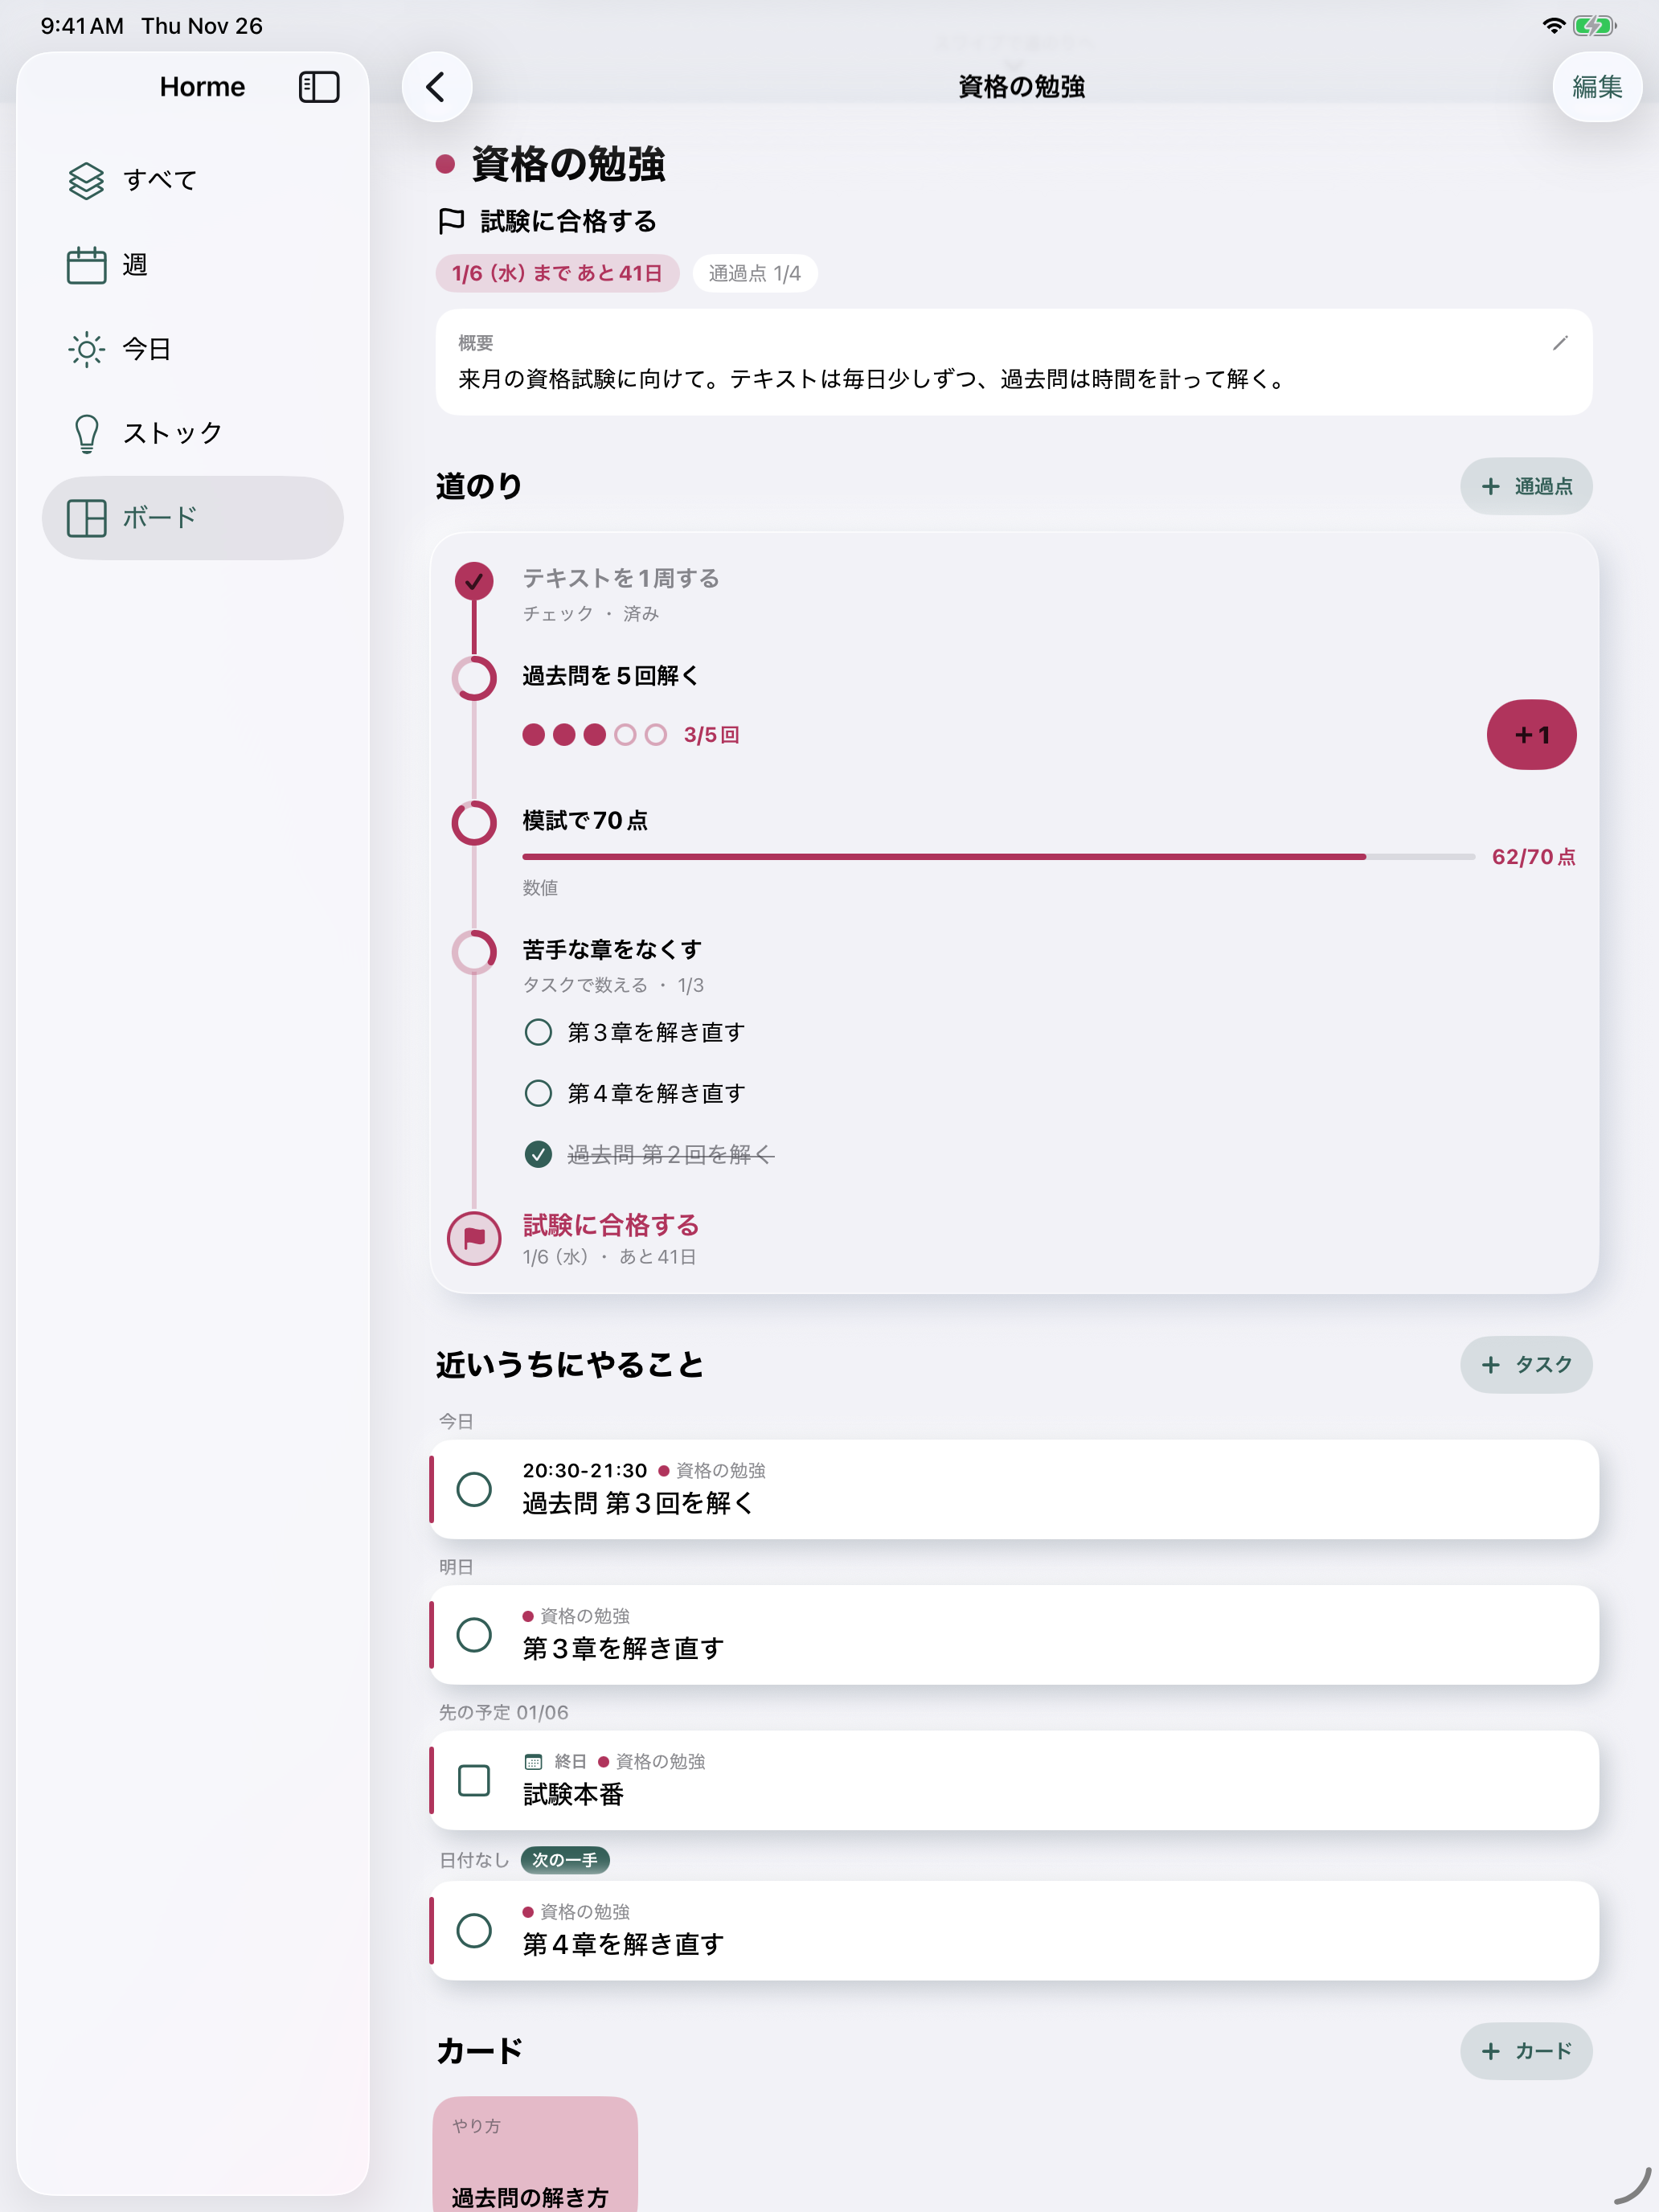 9:41 AM Thu Nov 26
Horme
資格の勉強
編集
すべて
週
今日
ストック
ボード
資格の勉強
試験に合格する
1/6（水）まで あと41日
通過点 1/4
概要
来月の資格試験に向けて。テキストは毎日少しずつ、過去問は時間を計って解く。
道のり
+ 通過点
テキストを1周する
チェック ・ 済み
過去問を5回解く
3/5回
+1
模試で70点
62/70点
数値
苦手な章をなくす
タスクで数える ・ 1/3
第3章を解き直す
第4章を解き直す
過去問 第2回を解く
試験に合格する
1/6（水）・ あと41日
近いうちにやること
+ タスク
今日
20:30-21:30 資格の勉強
過去問 第3回を解く
明日
資格の勉強
第3章を解き直す
先の予定 01/06
終日 資格の勉強
試験本番
日付なし 次の一手
資格の勉強
第4章を解き直す
カード
+ カード
やり方
過去問の解き方